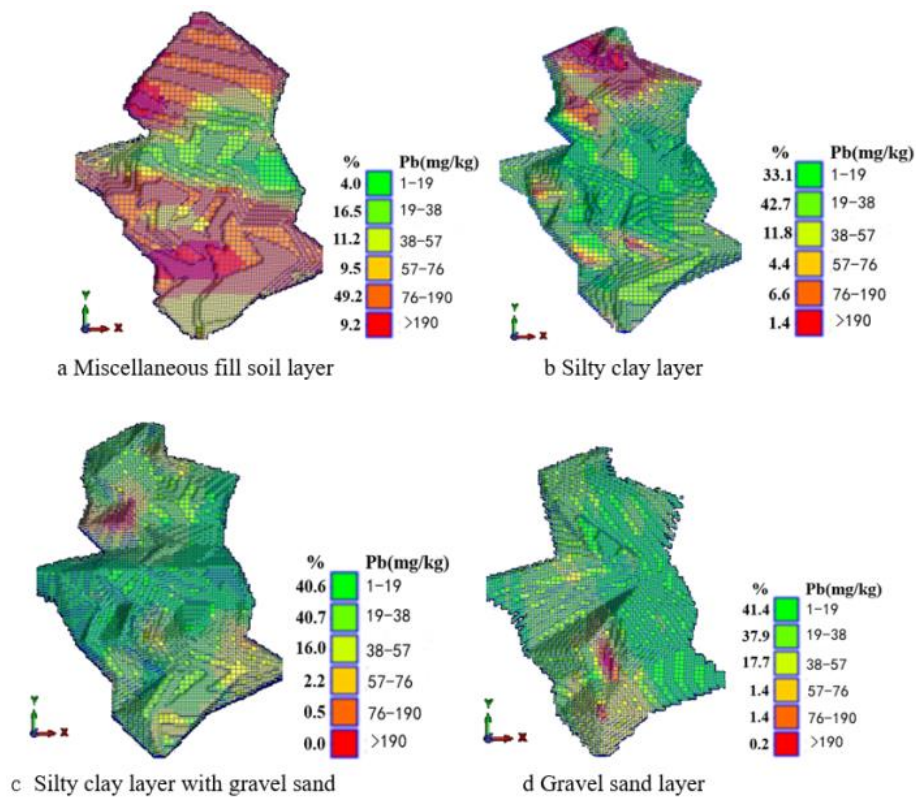 % Pb(mg/kg)
4.0 1-19
16.5 19-38
11.2 38-57
9.5 57-76
49.2 76-190
9.2 >190
Y
X
a Miscellaneous fill soil layer
% Pb(mg/kg)
33.1 1-19
42.7 19-38
11.8 38-57
4.4 57-76
6.6 76-190
1.4 >190
Y
X
b Silty clay layer
% Pb(mg/kg)
40.6 1-19
40.7 19-38
16.0 38-57
2.2 57-76
0.5 76-190
0.0 >190
Y
X
c Silty clay layer with gravel sand
% Pb(mg/kg)
41.4 1-19
37.9 19-38
17.7 38-57
1.4 57-76
1.4 76-190
0.2 >190
Y
X
d Gravel sand layer